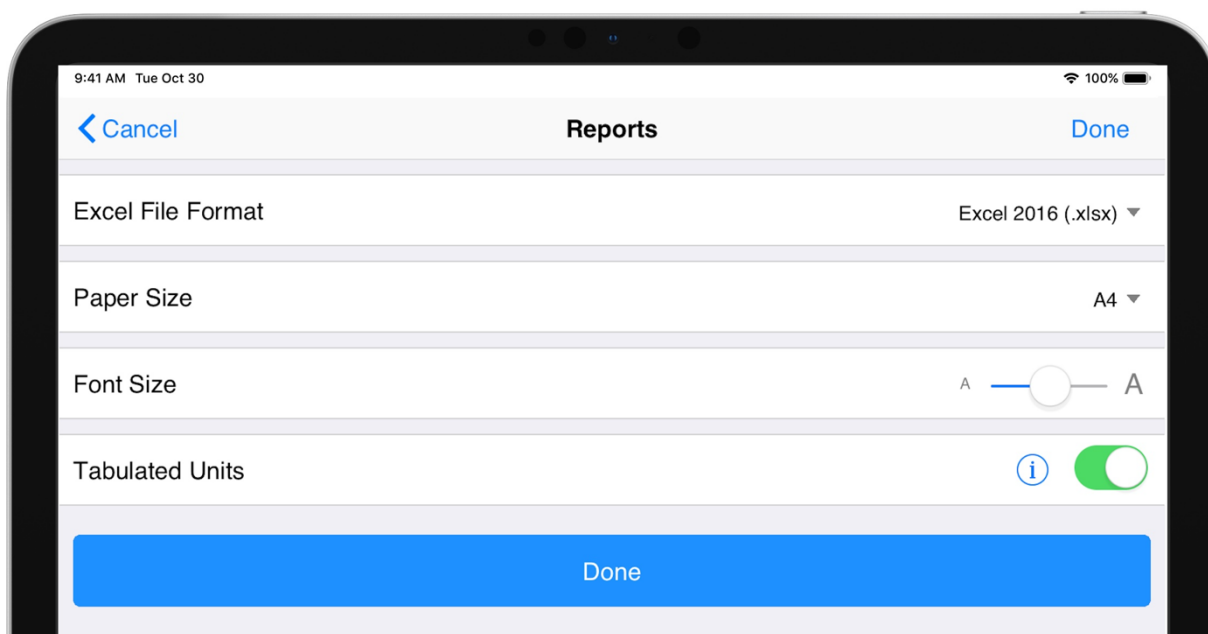 9:41 AM Tue Oct 30 100%
Cancel Reports Done
Excel File Format Excel 2016 (.xlsx)
Paper Size A4
Font Size A A
Tabulated Units i
Done